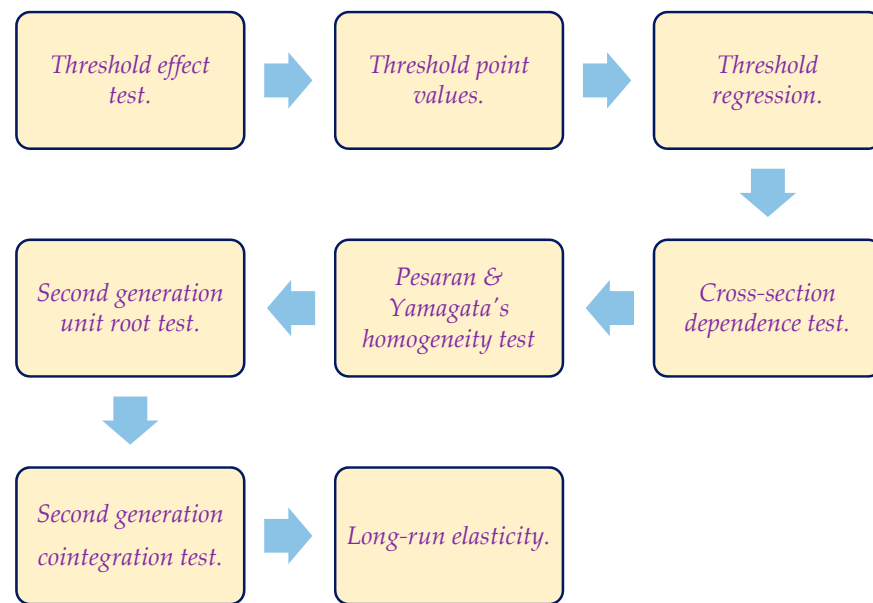 Threshold effect
test.
Threshold point
values.
Threshold
regression.
Cross-section
dependence test.
Pesaran &
Yamagata's
homogeneity test
Second generation
unit root test.
Second generation
cointegration test.
Long-run elasticity.